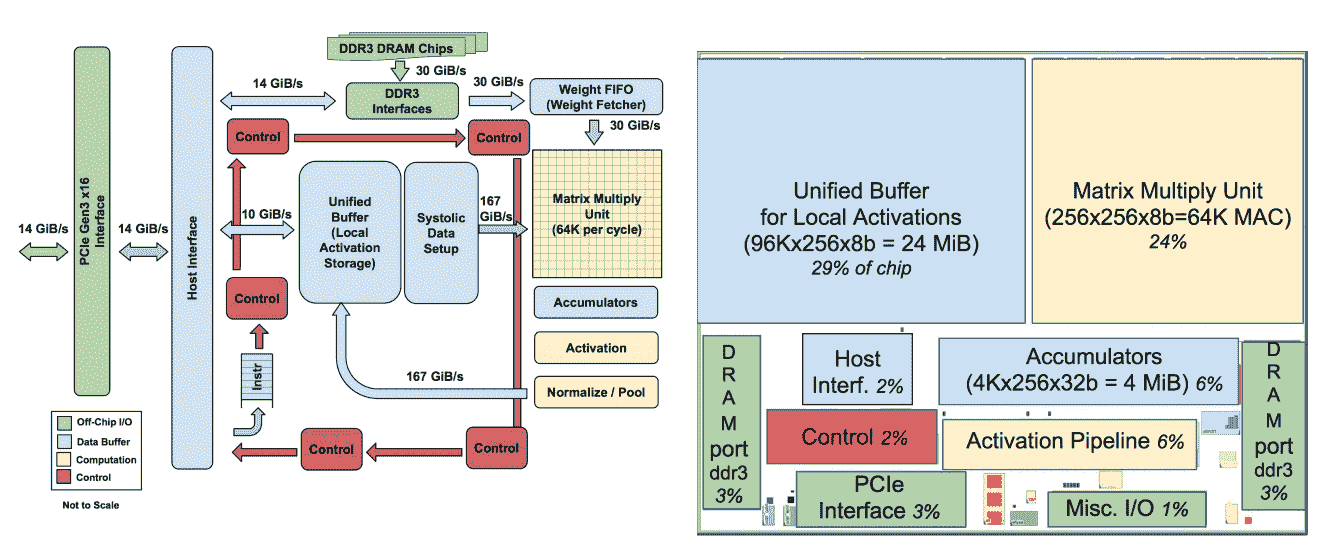 DDR3 DRAM Chips
30 GiB/s
14 GiB/s
DDR3
Interfaces
30 GiB/s
Weight FIFO
(Weight Fetcher)
30 GiB/s
Control
Control
PCIe Gen3 x16
Interface
Host Interface
14 GiB/s
14 GiB/s
10 GiB/s
Unified
Buffer
(Local
Activation
Storage)
Systolic
Data
Setup
167
GiB/s
Matrix Multiply
Unit
(64K per cycle)
Control
Accumulators
Activation
Instr
167 GiB/s
Normalize / Pool
Control
Control
Off-Chip I/O
Data Buffer
Computation
Control
Not to Scale
Unified Buffer
for Local Activations
(96Kx256x8b = 24 MiB)
29% of chip
Matrix Multiply Unit
(256x256x8b=64K MAC)
24%
D
R
A
M
port
ddr3
3%
Host
Interf. 2%
Accumulators
(4Kx256x32b = 4 MiB) 6%
D
R
A
M
port
ddr3
3%
Control 2%
Activation Pipeline 6%
PCIe
Interface 3%
Misc. I/O 1%